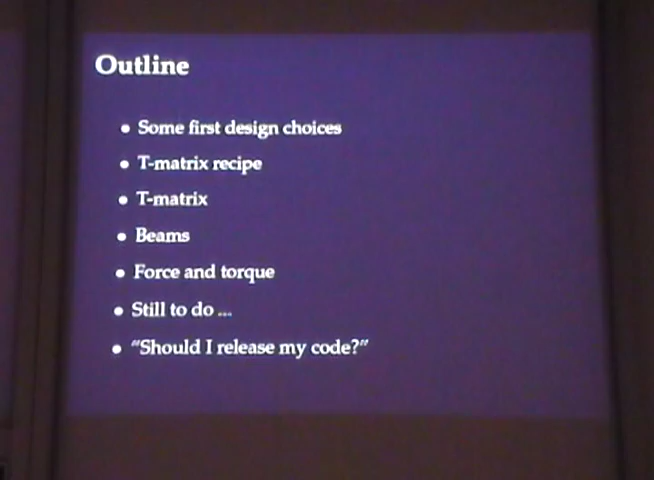 Outline
• Some first design choices
• T-matrix recipe
• T-matrix
• Beams
• Force and torque
• Still to do ...
• “Should I release my code?”